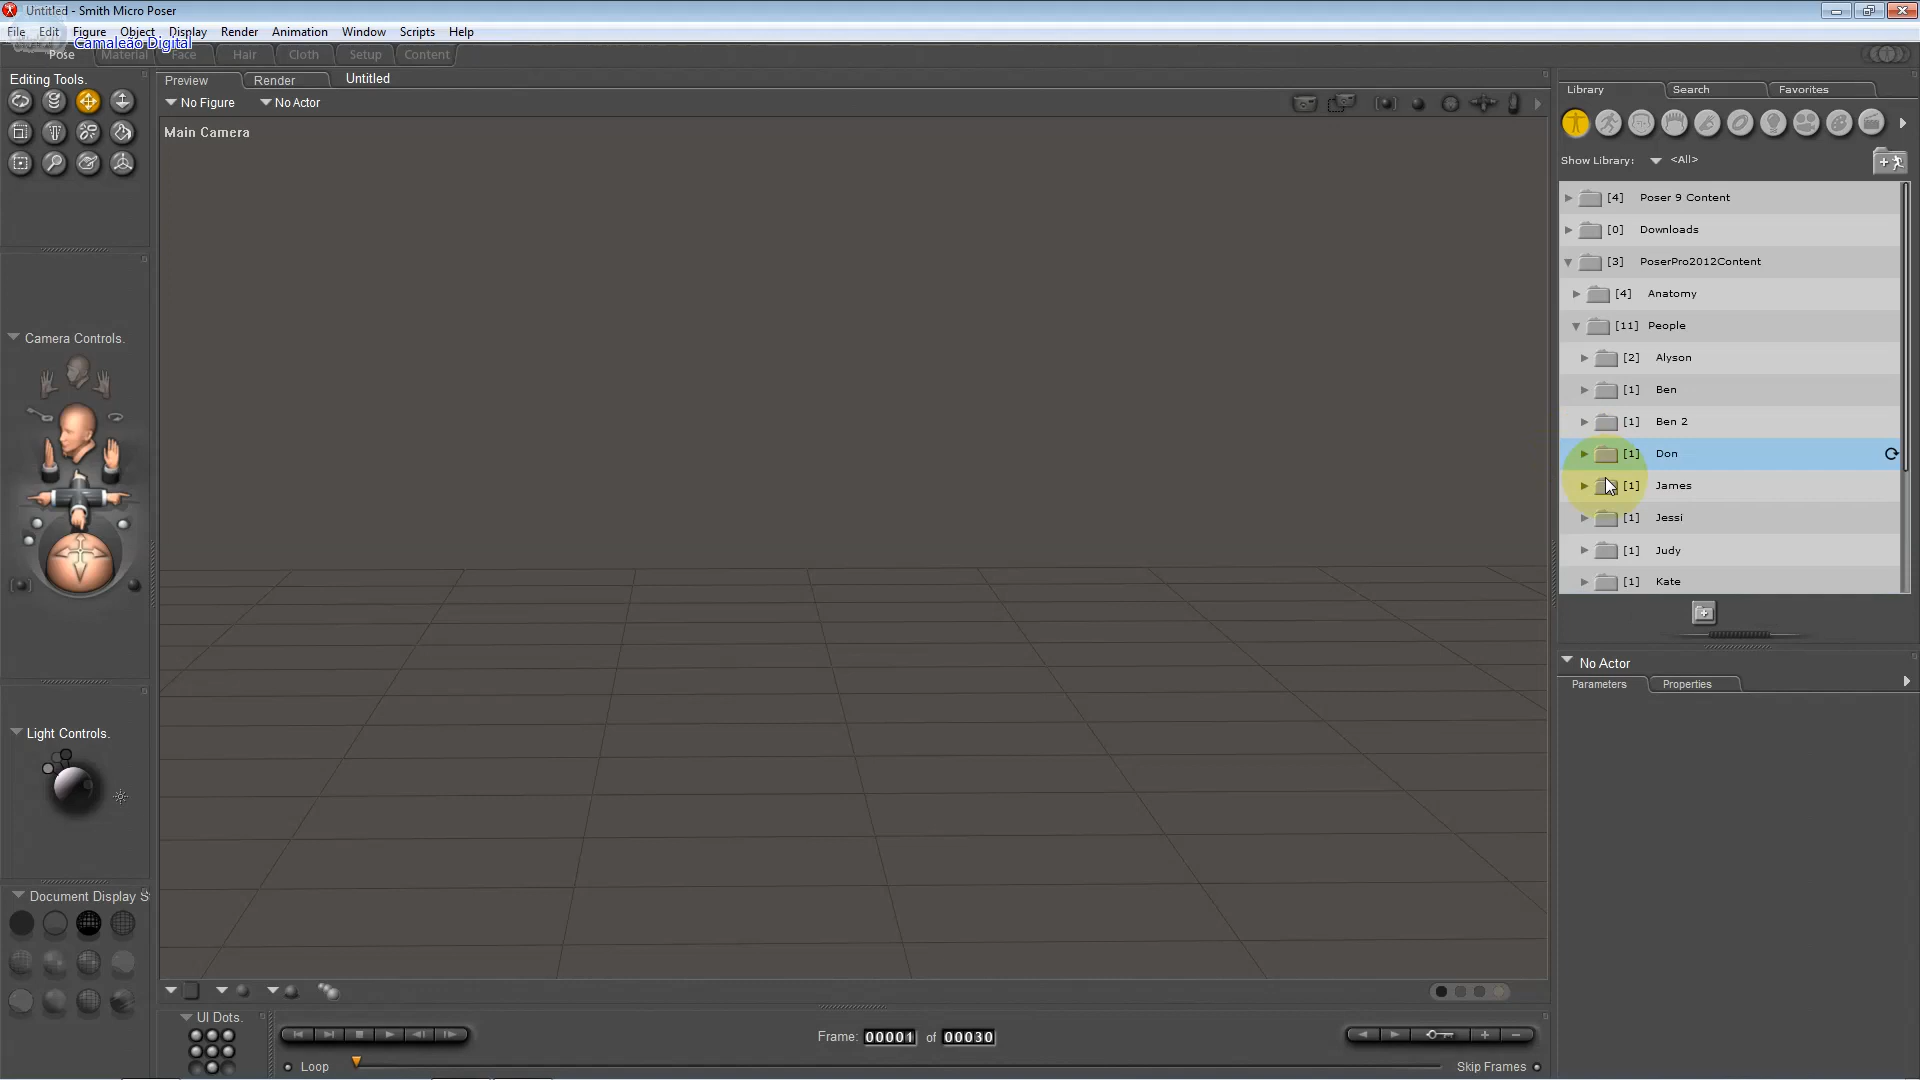 Untitled - Smith Micro Poser
File Edit Figure Object Display Render Animation Window Scripts Help
Camaleão Digital
Pose Material Face Hair Cloth Setup Content
Editing Tools.
Preview Render Untitled
No Figure No Actor
Main Camera
Library Search Favorites
Show Library: <All>
[4] Poser 9 Content
[0] Downloads
[3] PoserPro2012Content
[4] Anatomy
[11] People
[2] Alyson
[1] Ben
[1] Ben 2
[1] Don
[1] James
[1] Jessi
[1] Judy
[1] Kate
Camera Controls.
No Actor
Parameters Properties
Light Controls.
Document Display S
UI Dots.
Frame: 00001 of 00030
Loop
Skip Frames